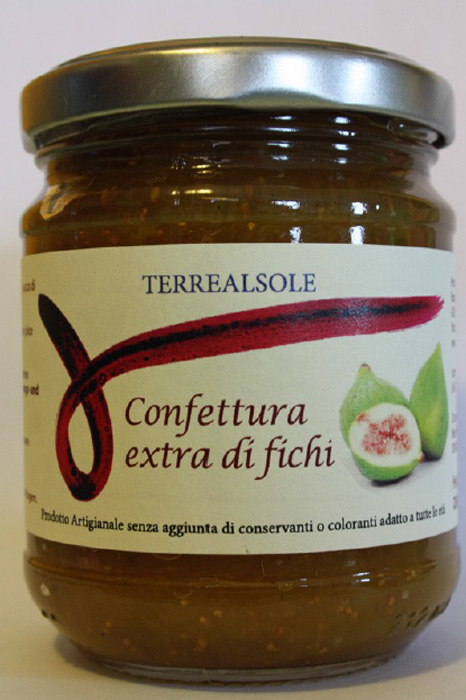 TERREALSOLE
Confettura
extra di fichi
Prodotto Artigianale senza aggiunta di conservanti o coloranti adatto a tutte le età